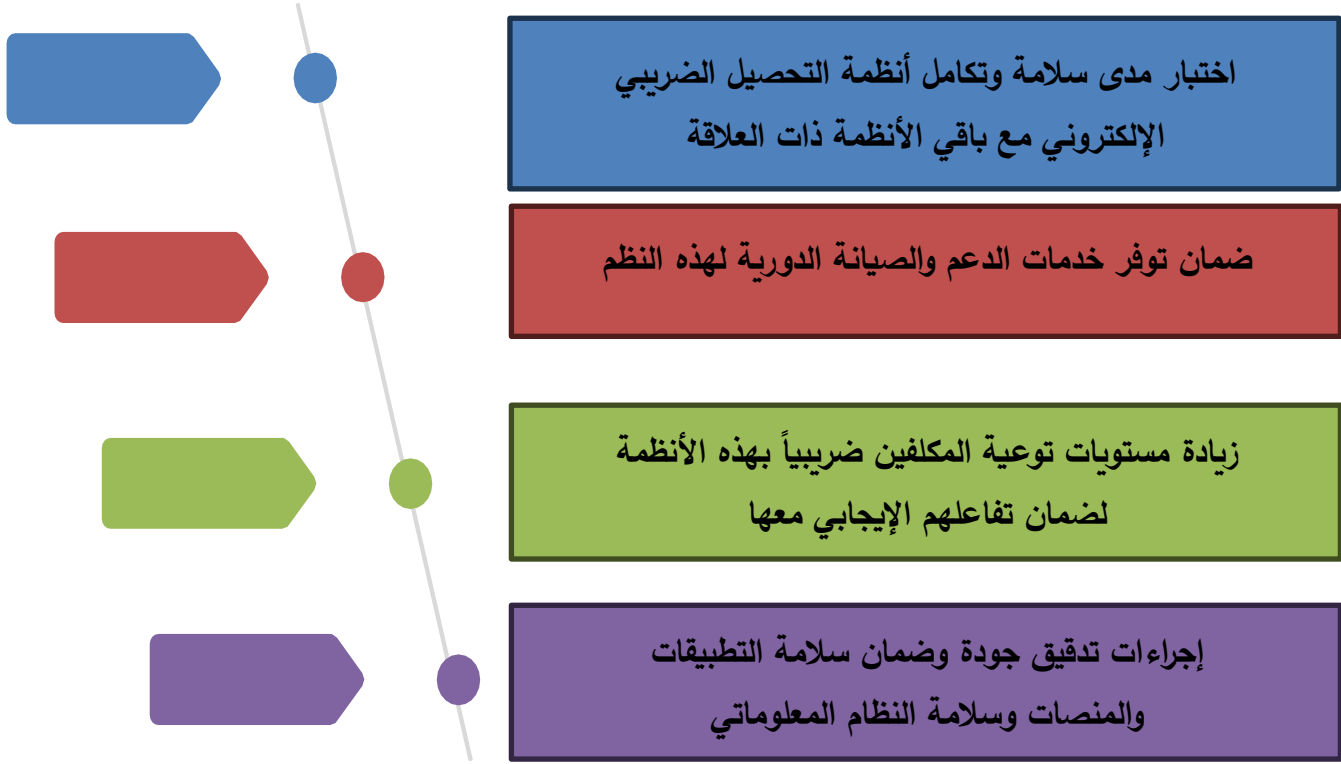 اختبار مدى سلامة وتكامل أنظمة التحصيل الضريبي
الإلكتروني مع باقي الأنظمة ذات العلاقة
ضمان توفر خدمات الدعم والصيانة الدورية لهذه النظم
زيادة مستويات توعية المكلفين ضريبياً بهذه الأنظمة
لضمان تفاعلهم الإيجابي معها
إجراءات تدقيق جودة وضمان سلامة التطبيقات
والمنصات وسلامة النظام المعلوماتي